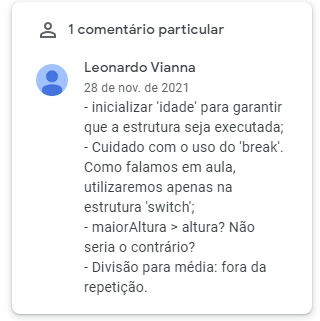 1 comentário particular
Leonardo Vianna
28 de nov. de 2021
- inicializar 'idade' para garantir
que a estrutura seja executada;
- Cuidado com o uso do 'break'.
Como falamos em aula,
utilizaremos apenas na
estrutura 'switch';
- maiorAltura > altura? Não
seria o contrário?
- Divisão para média: fora da
repetição.